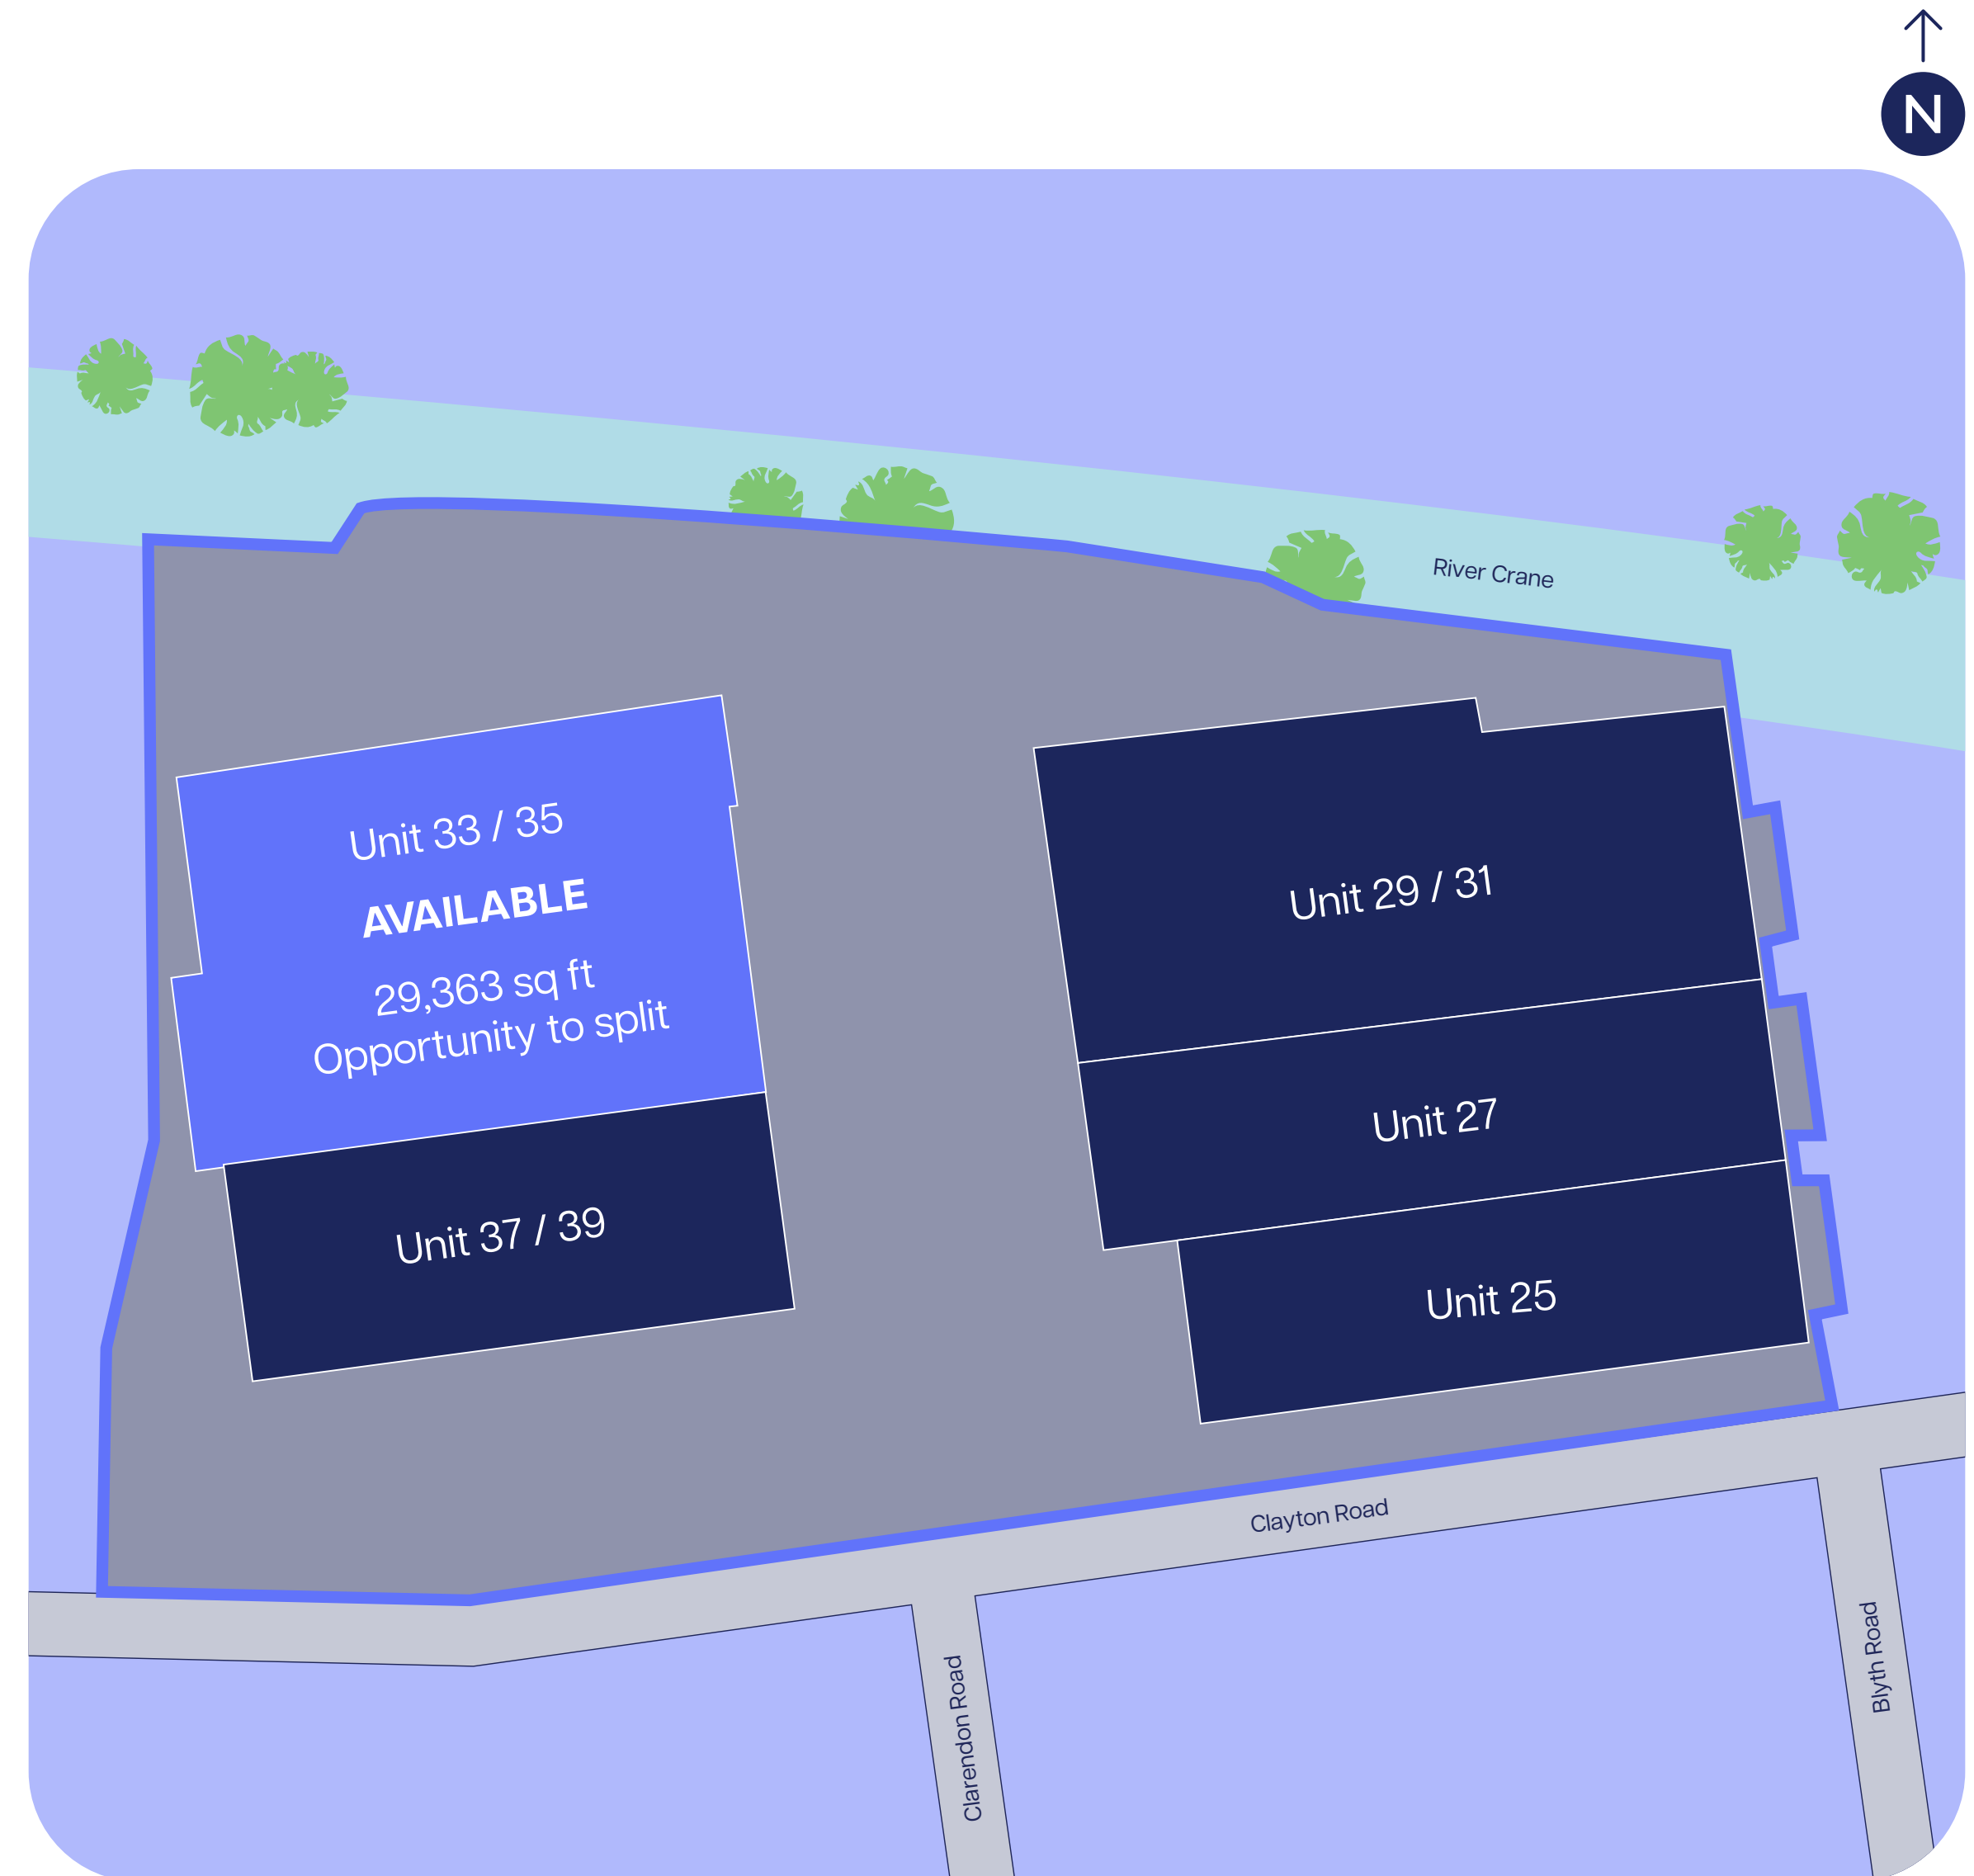 N
River Crane
Unit 33 / 35
AVAILABLE
29,363 sq ft
Opportunity to split
Unit 37 / 39
Unit 29 / 31
Unit 27
Unit 25
Clayton Road
Clarendon Road
Blyth Road